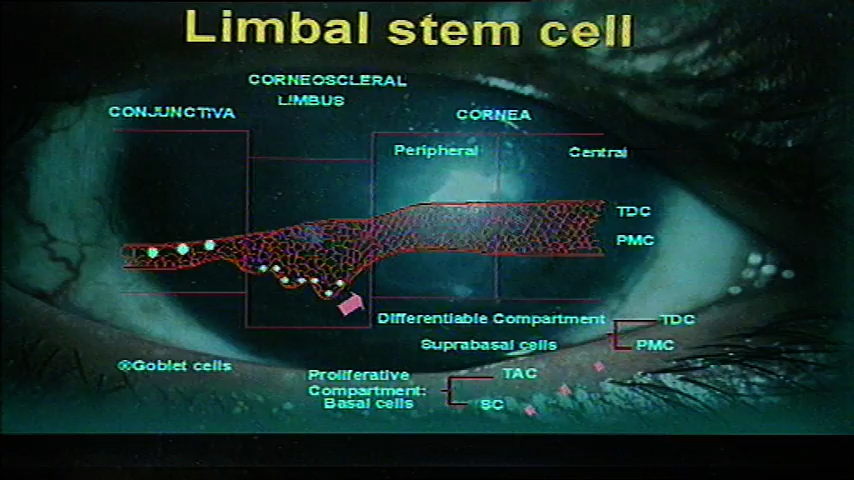 Limbal stem cell
CORNEOSCLERAL
LIMBUS
CONJUNCTIVA
CORNEA
Peripheral
Central
TDC
PMC
Differentiable Compartment
TDC
Suprabasal cells
PMC
®Goblet cells
Proliferative
Compartment:
Basal cells
TAC
SC